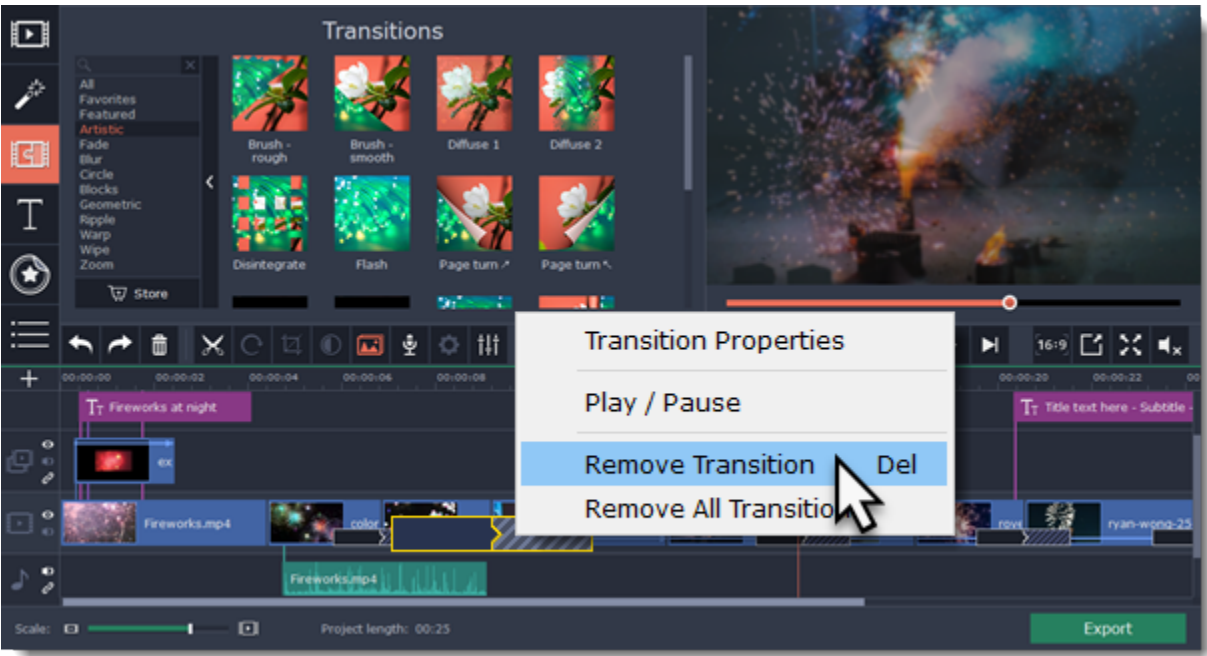 Transitions
All
Favorites
Featured
Artistic
Fade
Blur
Circle
Blocks
Geometric
Ripple
Warp
Wipe
Zoom
Store
Brush -
rough
Brush -
smooth
Diffuse 1
Diffuse 2
Disintegrate
Flash
Page turn ↗
Page turn ↖
Transition Properties
Play / Pause
Remove Transition Del
Remove All Transitio
16:9
00:00:00 00:00:02 00:00:04 00:00:06 00:00:08 00:00:20 00:00:22 00
Fireworks at night
Title text here - Subtitle -
ex
Fireworks.mp4
color
rove
ryan-wong-25
Fireworks.mp4
Scale:
Project length: 00:25
Export